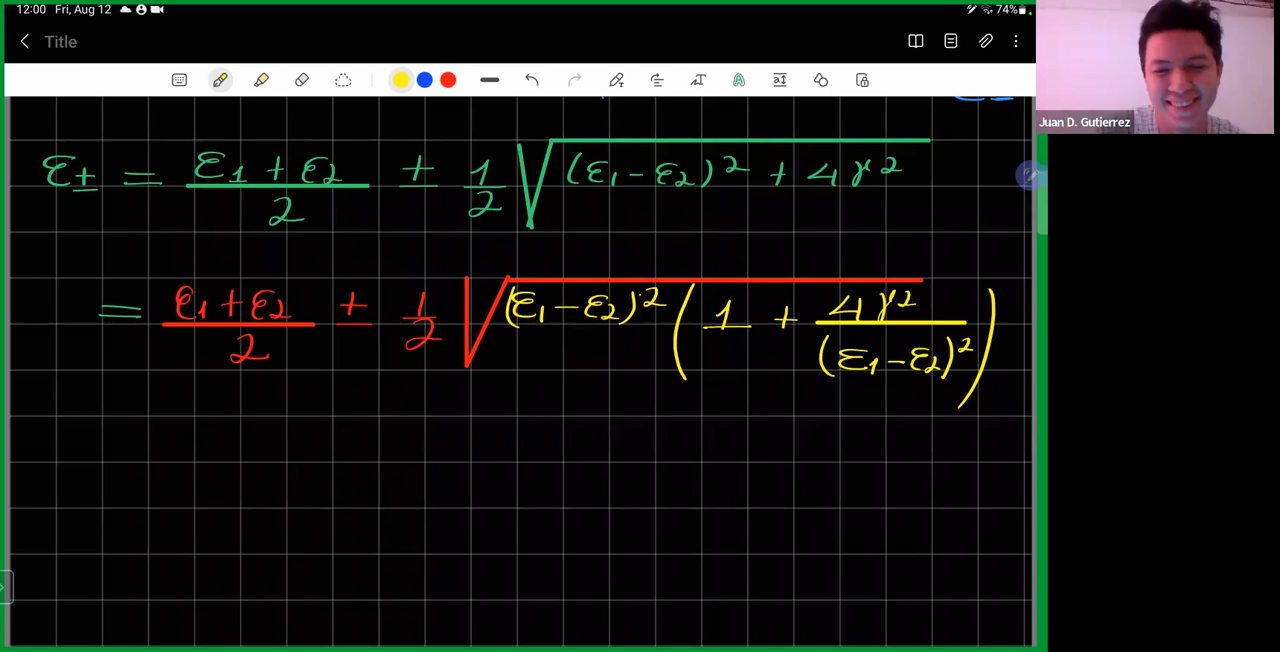 12:00 Fri, Aug 12 74%
Title
Juan D. Gutierrez
ε± = (ε1 + ε2)/2 ± 1/2 √((ε1 − ε2)² + 4γ²)
= (ε1 + ε2)/2 ± 1/2 √((ε1 − ε2)² (1 + 4γ²/(ε1 − ε2)²))